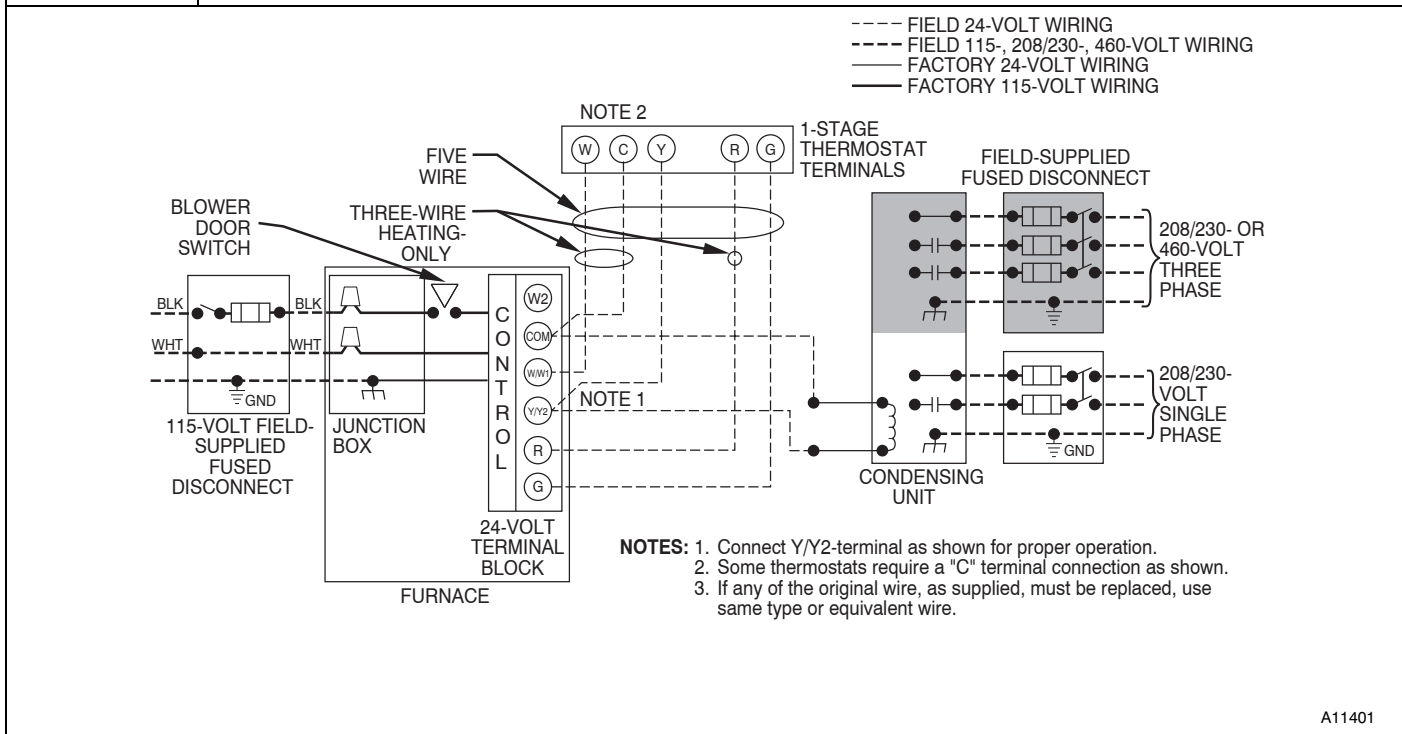 FIELD 24-VOLT WIRING
FIELD 115-, 208/230-, 460-VOLT WIRING
FACTORY 24-VOLT WIRING
FACTORY 115-VOLT WIRING
NOTE 2
W
C
Y
R
G
1-STAGE
THERMOSTAT
TERMINALS
FIVE
WIRE
THREE-WIRE
HEATING-
ONLY
BLOWER
DOOR
SWITCH
BLK
BLK
WHT
WHT
GND
115-VOLT FIELD-
SUPPLIED
FUSED
DISCONNECT
JUNCTION
BOX
CONTROL
W2
COM
W/W1
Y/Y2
R
G
NOTE 1
24-VOLT
TERMINAL
BLOCK
FURNACE
FIELD-SUPPLIED
FUSED DISCONNECT
208/230- OR
460-VOLT
THREE
PHASE
208/230-
VOLT
SINGLE
PHASE
GND
CONDENSING
UNIT
NOTES: 1. Connect Y/Y2-terminal as shown for proper operation.
2. Some thermostats require a "C" terminal connection as shown.
3. If any of the original wire, as supplied, must be replaced, use
same type or equivalent wire.
A11401